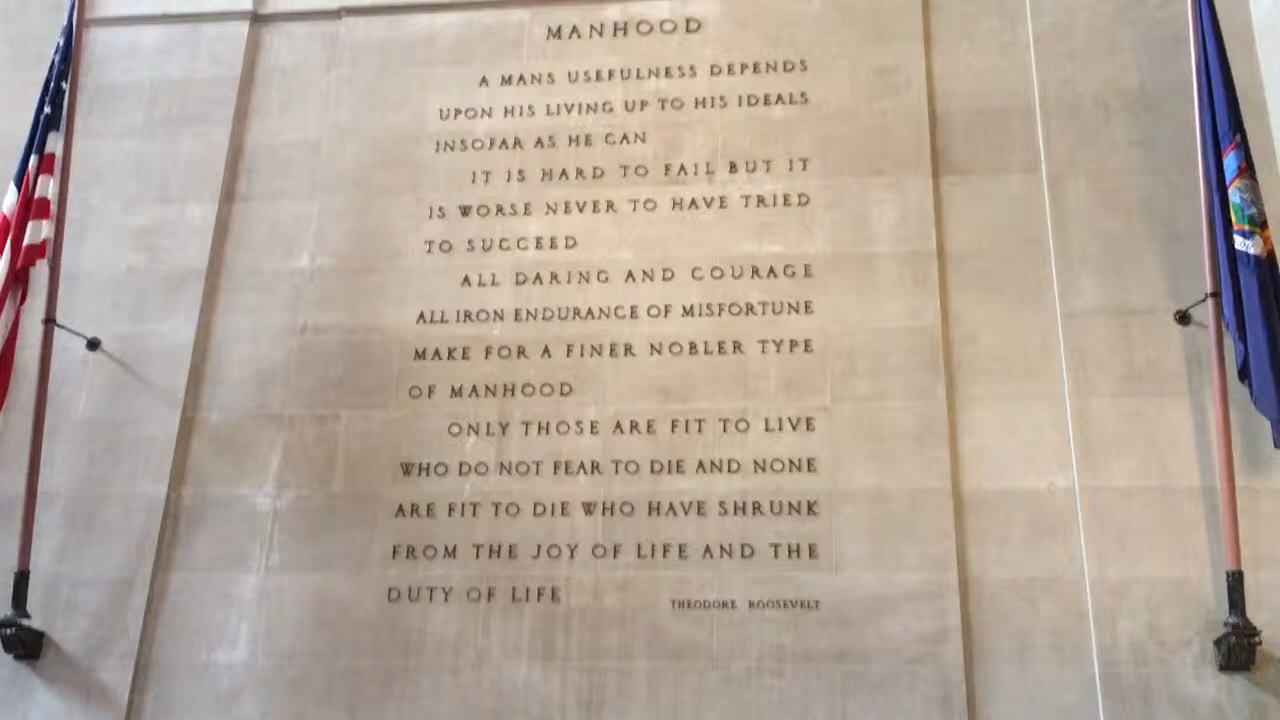 MANHOOD
A MANS USEFULNESS DEPENDS
UPON HIS LIVING UP TO HIS IDEALS
INSOFAR AS HE CAN
IT IS HARD TO FAIL BUT IT
IS WORSE NEVER TO HAVE TRIED
TO SUCCEED
ALL DARING AND COURAGE
ALL IRON ENDURANCE OF MISFORTUNE
MAKE FOR A FINER NOBLER TYPE
OF MANHOOD
ONLY THOSE ARE FIT TO LIVE
WHO DO NOT FEAR TO DIE AND NONE
ARE FIT TO DIE WHO HAVE SHRUNK
FROM THE JOY OF LIFE AND THE
DUTY OF LIFE
THEODORE ROOSEVELT